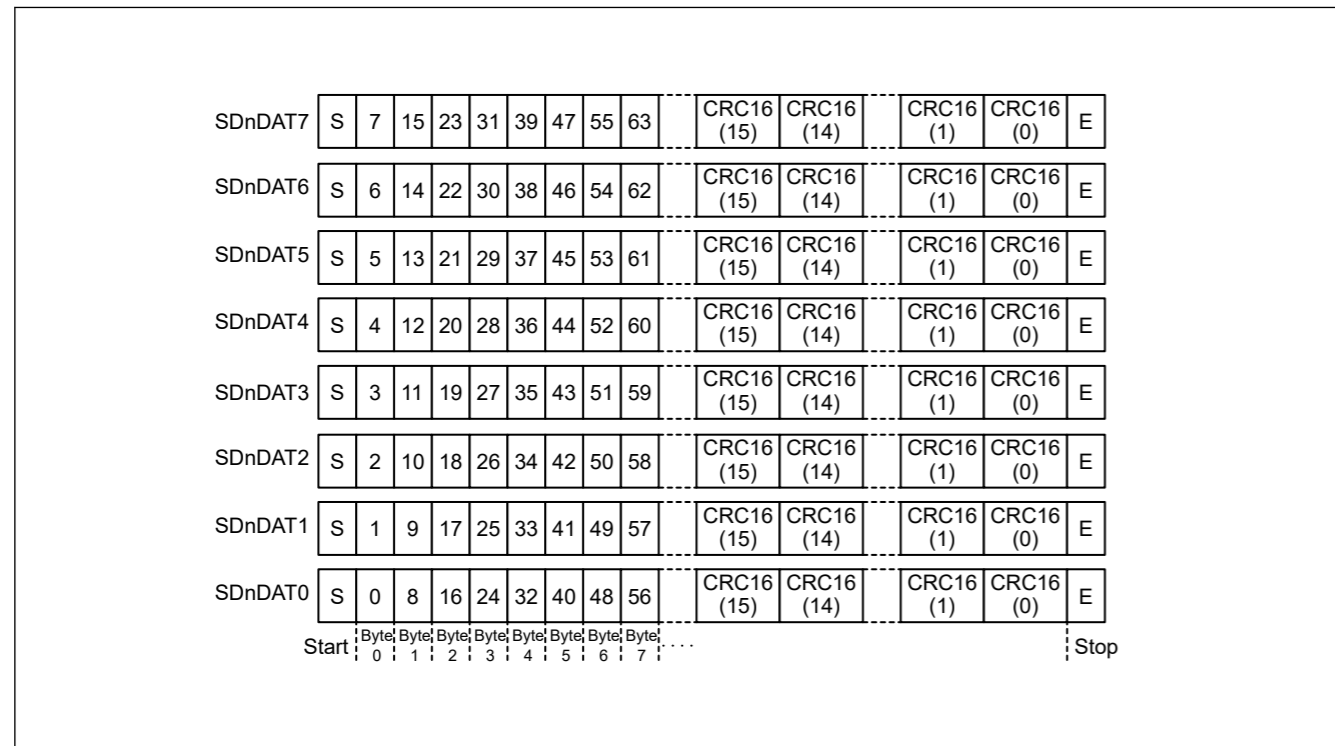 SDnDAT7 S 7 15 23 31 39 47 55 63 CRC16 (15) CRC16 (14) CRC16 (1) CRC16 (0) E
SDnDAT6 S 6 14 22 30 38 46 54 62 CRC16 (15) CRC16 (14) CRC16 (1) CRC16 (0) E
SDnDAT5 S 5 13 21 29 37 45 53 61 CRC16 (15) CRC16 (14) CRC16 (1) CRC16 (0) E
SDnDAT4 S 4 12 20 28 36 44 52 60 CRC16 (15) CRC16 (14) CRC16 (1) CRC16 (0) E
SDnDAT3 S 3 11 19 27 35 43 51 59 CRC16 (15) CRC16 (14) CRC16 (1) CRC16 (0) E
SDnDAT2 S 2 10 18 26 34 42 50 58 CRC16 (15) CRC16 (14) CRC16 (1) CRC16 (0) E
SDnDAT1 S 1 9 17 25 33 41 49 57 CRC16 (15) CRC16 (14) CRC16 (1) CRC16 (0) E
SDnDAT0 S 0 8 16 24 32 40 48 56 CRC16 (15) CRC16 (14) CRC16 (1) CRC16 (0) E
Start Byte 0 Byte 1 Byte 2 Byte 3 Byte 4 Byte 5 Byte 6 Byte 7 . . . . Stop